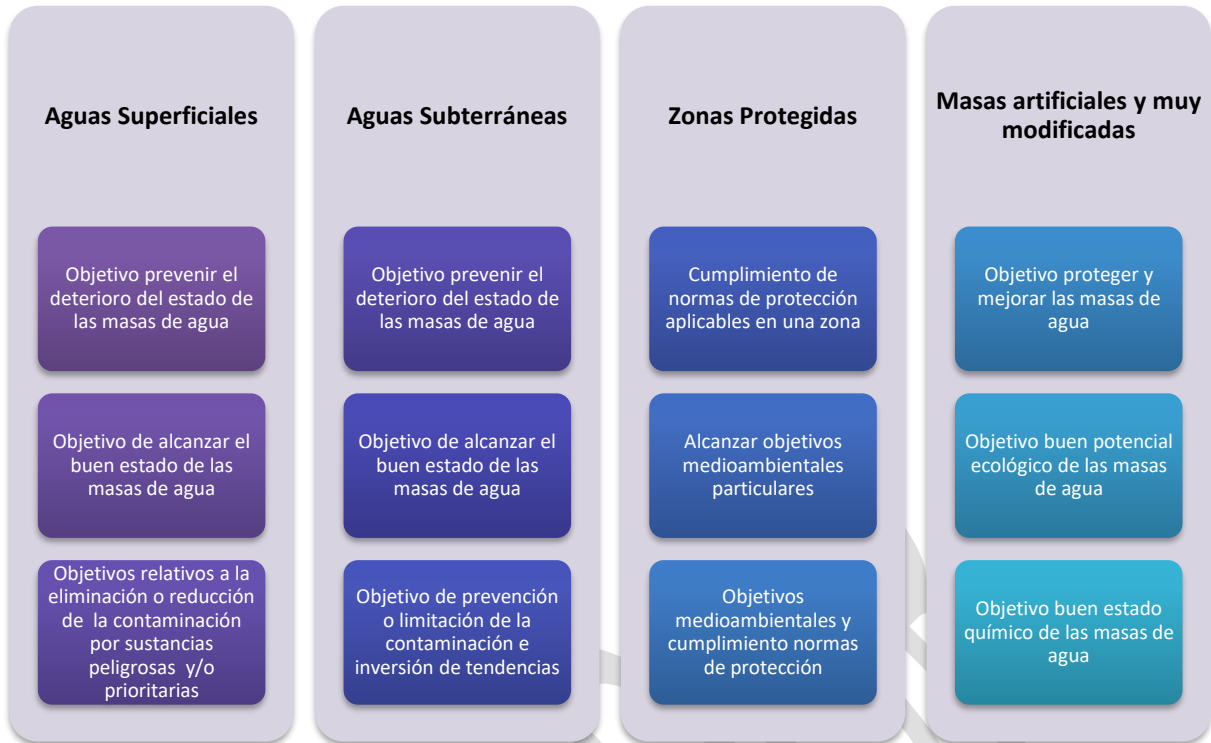 Aguas Superficiales
Objetivo prevenir el
deterioro del estado de
las masas de agua
Objetivo de alcanzar el
buen estado de las
masas de agua
Objetivos relativos a la
eliminación o reducción
de la contaminación
por sustancias
peligrosas y/o
prioritarias
Aguas Subterráneas
Objetivo prevenir el
deterioro del estado de
las masas de agua
Objetivo de alcanzar el
buen estado de las
masas de agua
Objetivo de prevención
o limitación de la
contaminación e
inversión de tendencias
Zonas Protegidas
Cumplimiento de
normas de protección
aplicables en una zona
Alcanzar objetivos
medioambientales
particulares
Objetivos
medioambientales y
cumplimiento normas
de protección
Masas artificiales y muy
modificadas
Objetivo proteger y
mejorar las masas de
agua
Objetivo buen potencial
ecológico de las masas
de agua
Objetivo buen estado
químico de las masas de
agua